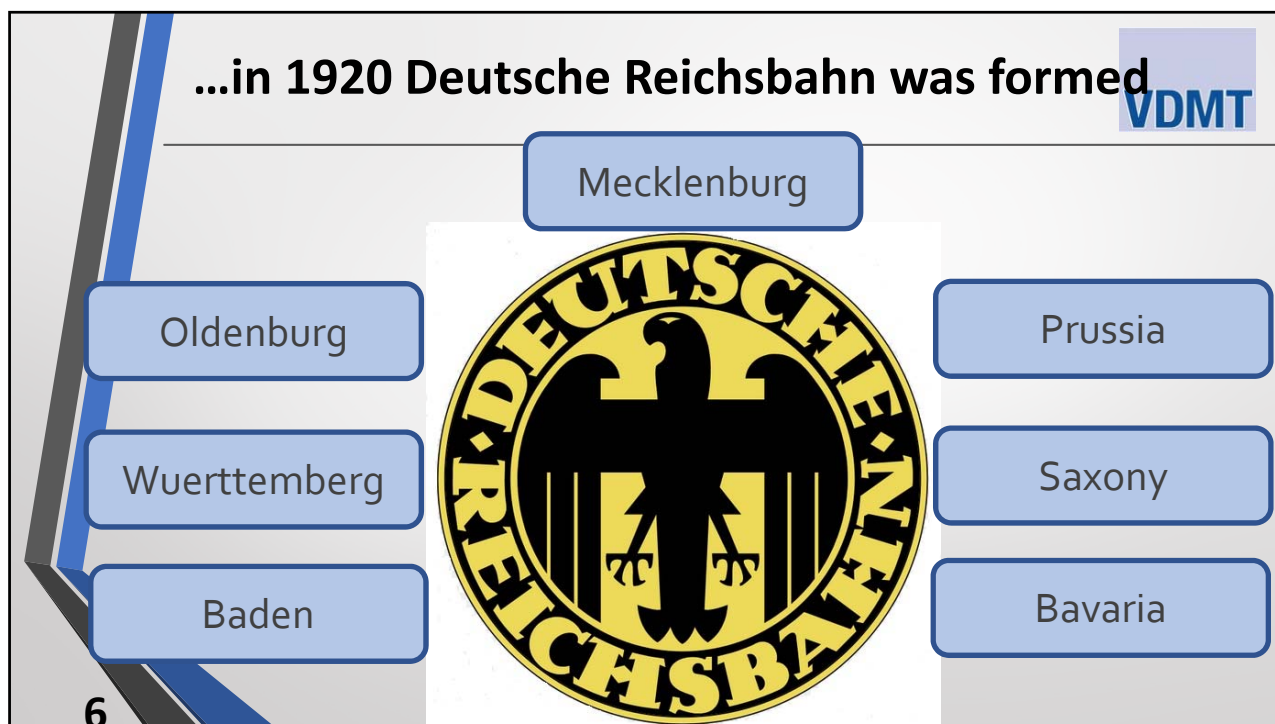 …in 1920 Deutsche Reichsbahn was formed
VDMT
Mecklenburg
Oldenburg
Prussia
Wuerttemberg
Saxony
Baden
Bavaria
DEUTSCHE·REICHSBAHN·
6